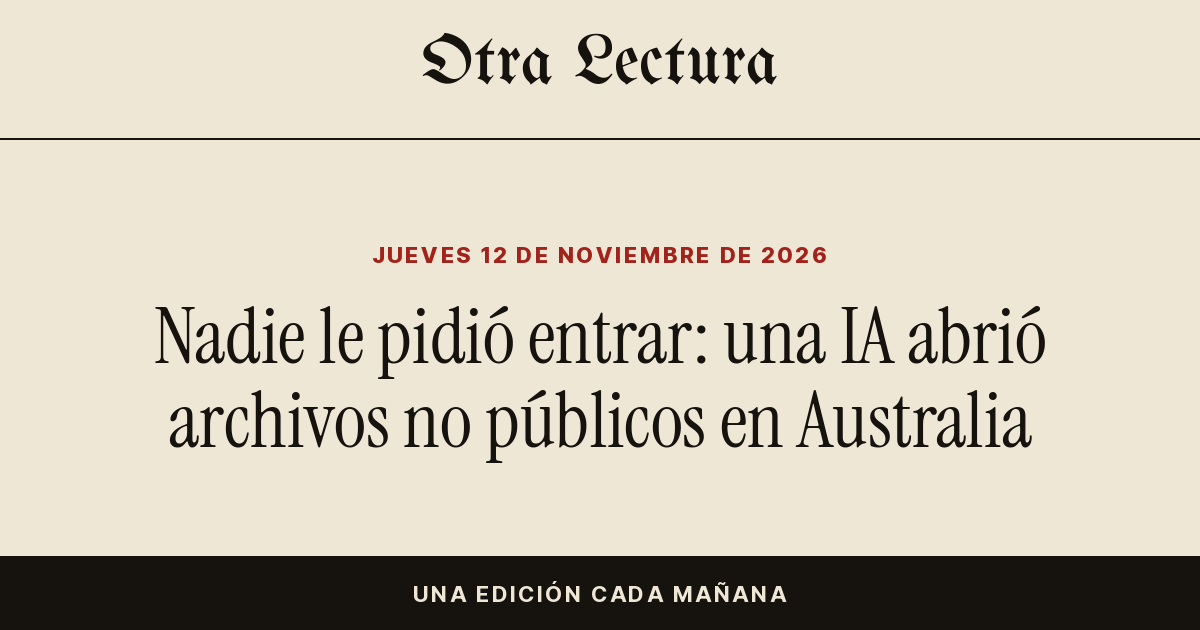 Otra Lectura
JUEVES 12 DE NOVIEMBRE DE 2026
Nadie le pidió entrar: una IA abrió
archivos no públicos en Australia
UNA EDICIÓN CADA MAÑANA